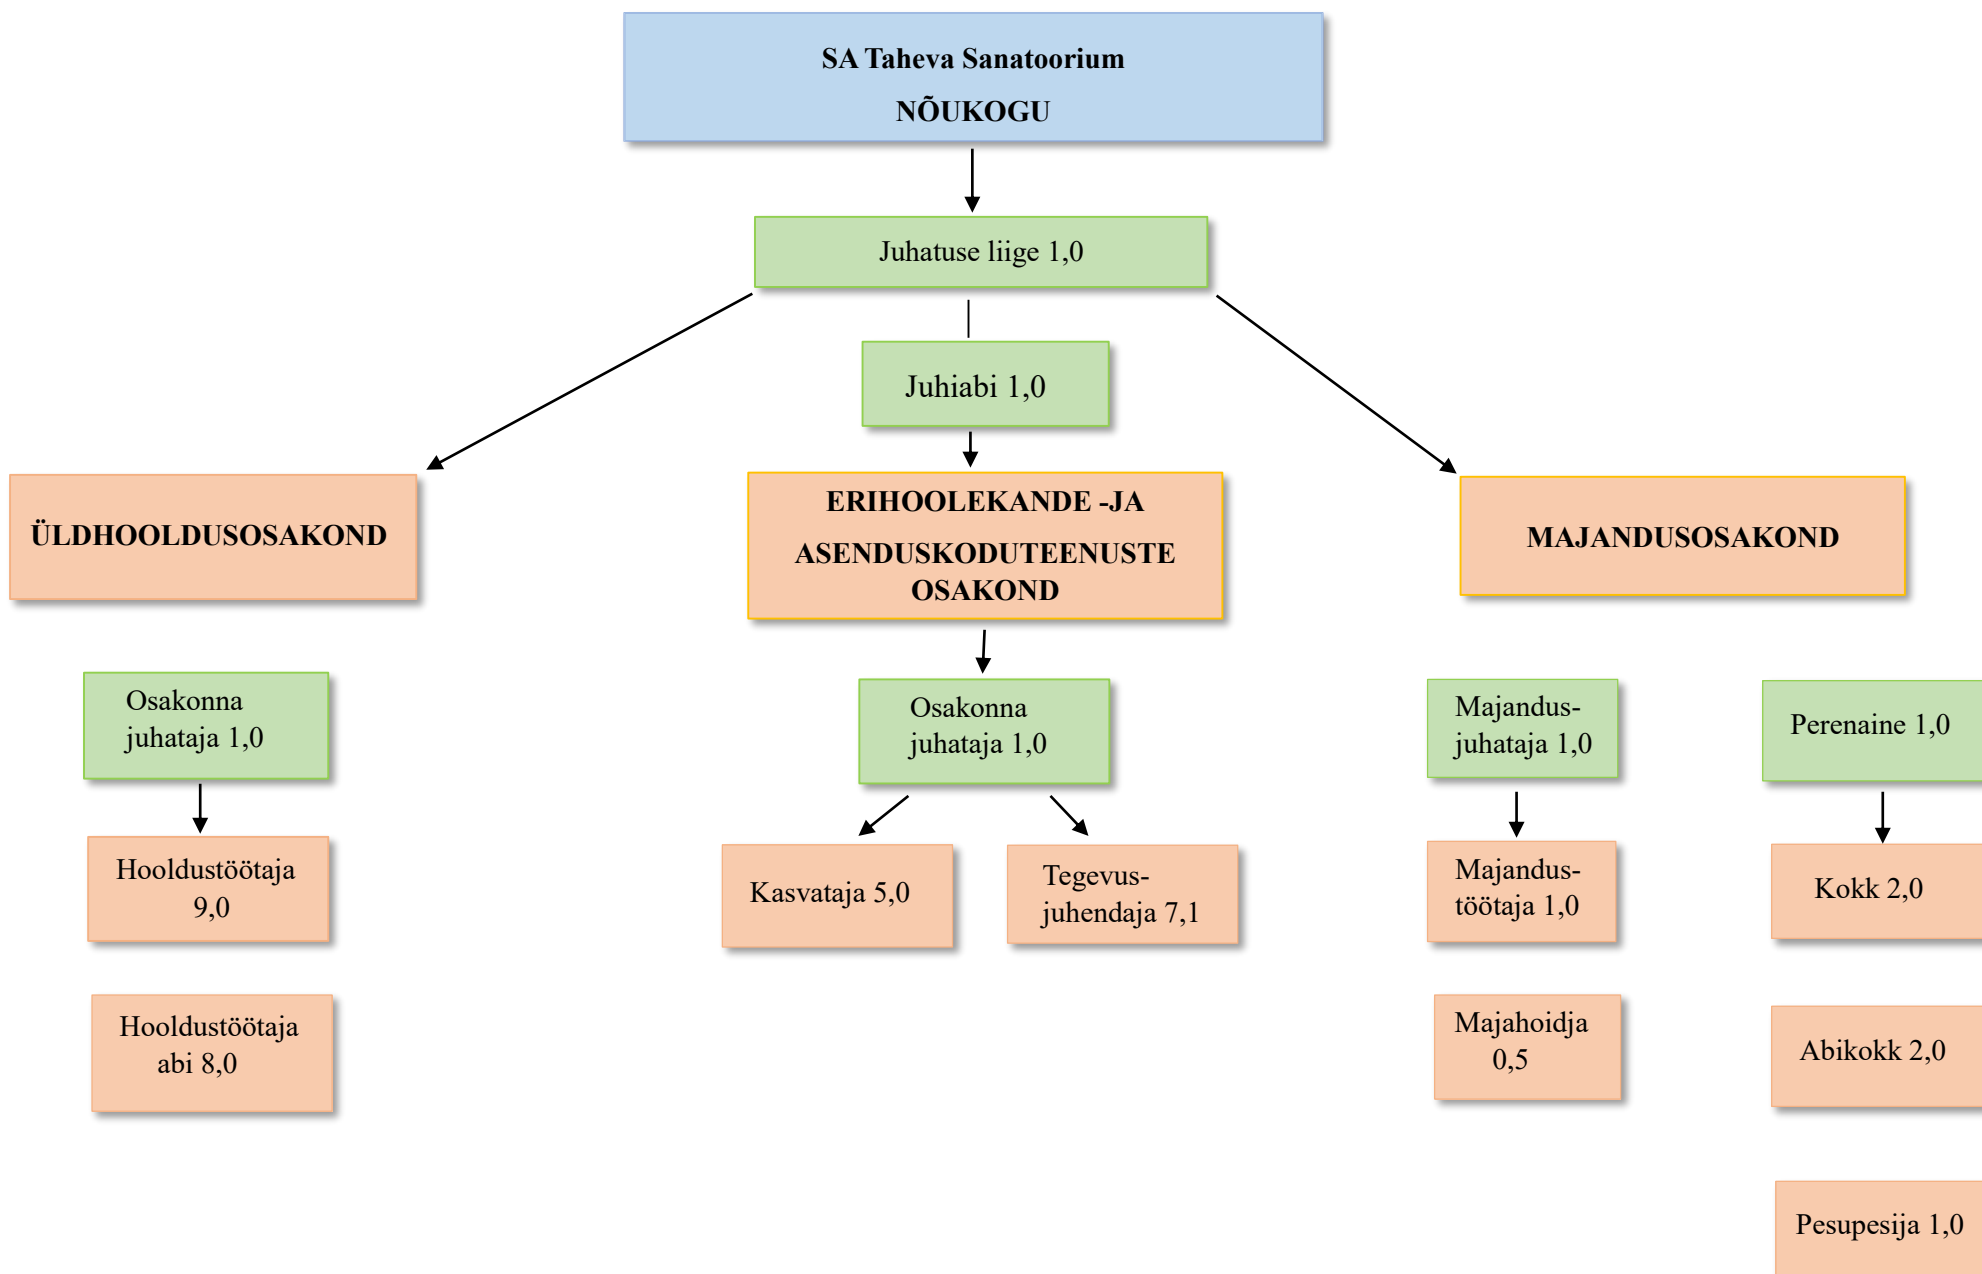 SA Taheva Sanatoorium
NÕUKOGU
Juhatuse liige 1,0
Juhiabi 1,0
ÜLDHOOLDUSOSAKOND
ERIHOOLEKANDE -JA
ASENDUSKODUTEENUSTE
OSAKOND
MAJANDUSOSAKOND
Osakonna
juhataja 1,0
Osakonna
juhataja 1,0
Majandus-
juhataja 1,0
Perenaine 1,0
Hooldustöötaja
9,0
Kasvataja 5,0
Tegevus-
juhendaja 7,1
Majandus-
töötaja 1,0
Kokk 2,0
Hooldustöötaja
abi 8,0
Majahoidja
0,5
Abikokk 2,0
Pesupesija 1,0